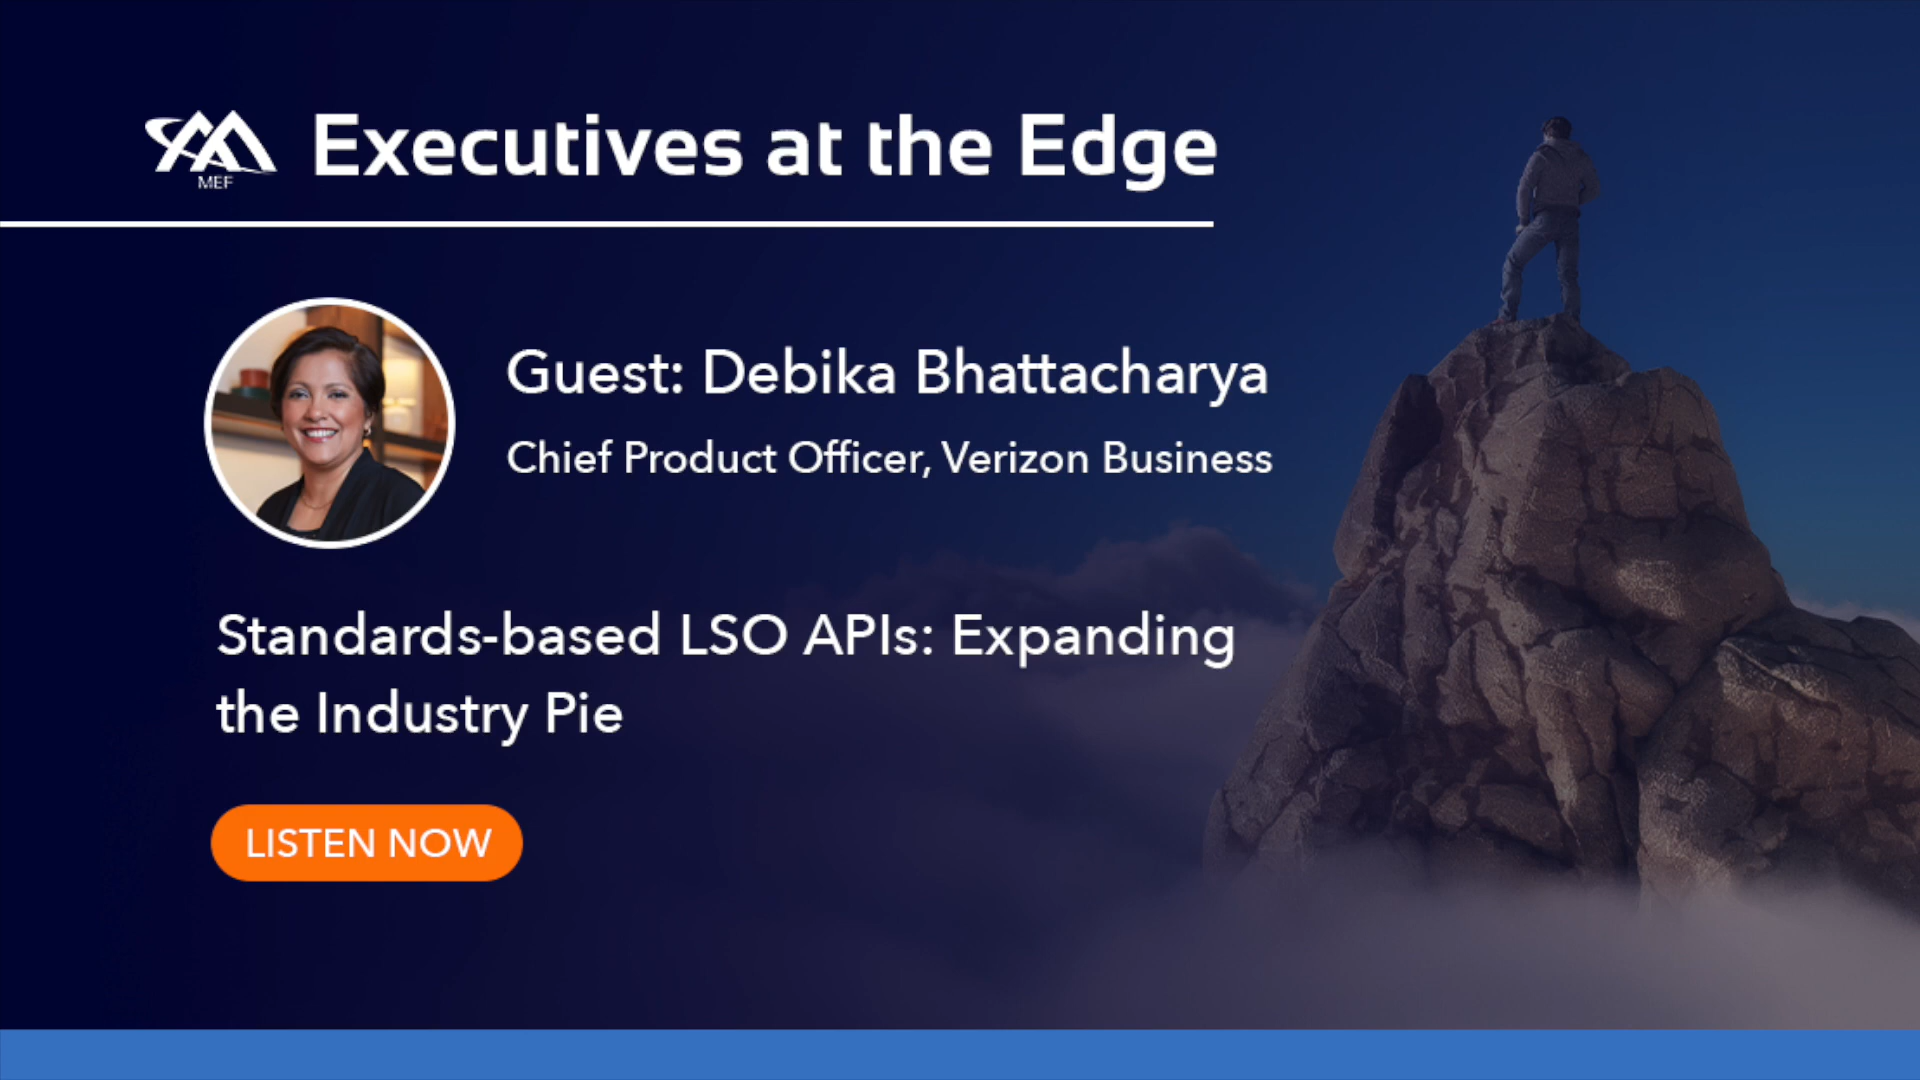 MEF
Executives at the Edge
Guest: Debika Bhattacharya
Chief Product Officer, Verizon Business
Standards-based LSO APIs: Expanding
the Industry Pie
LISTEN NOW